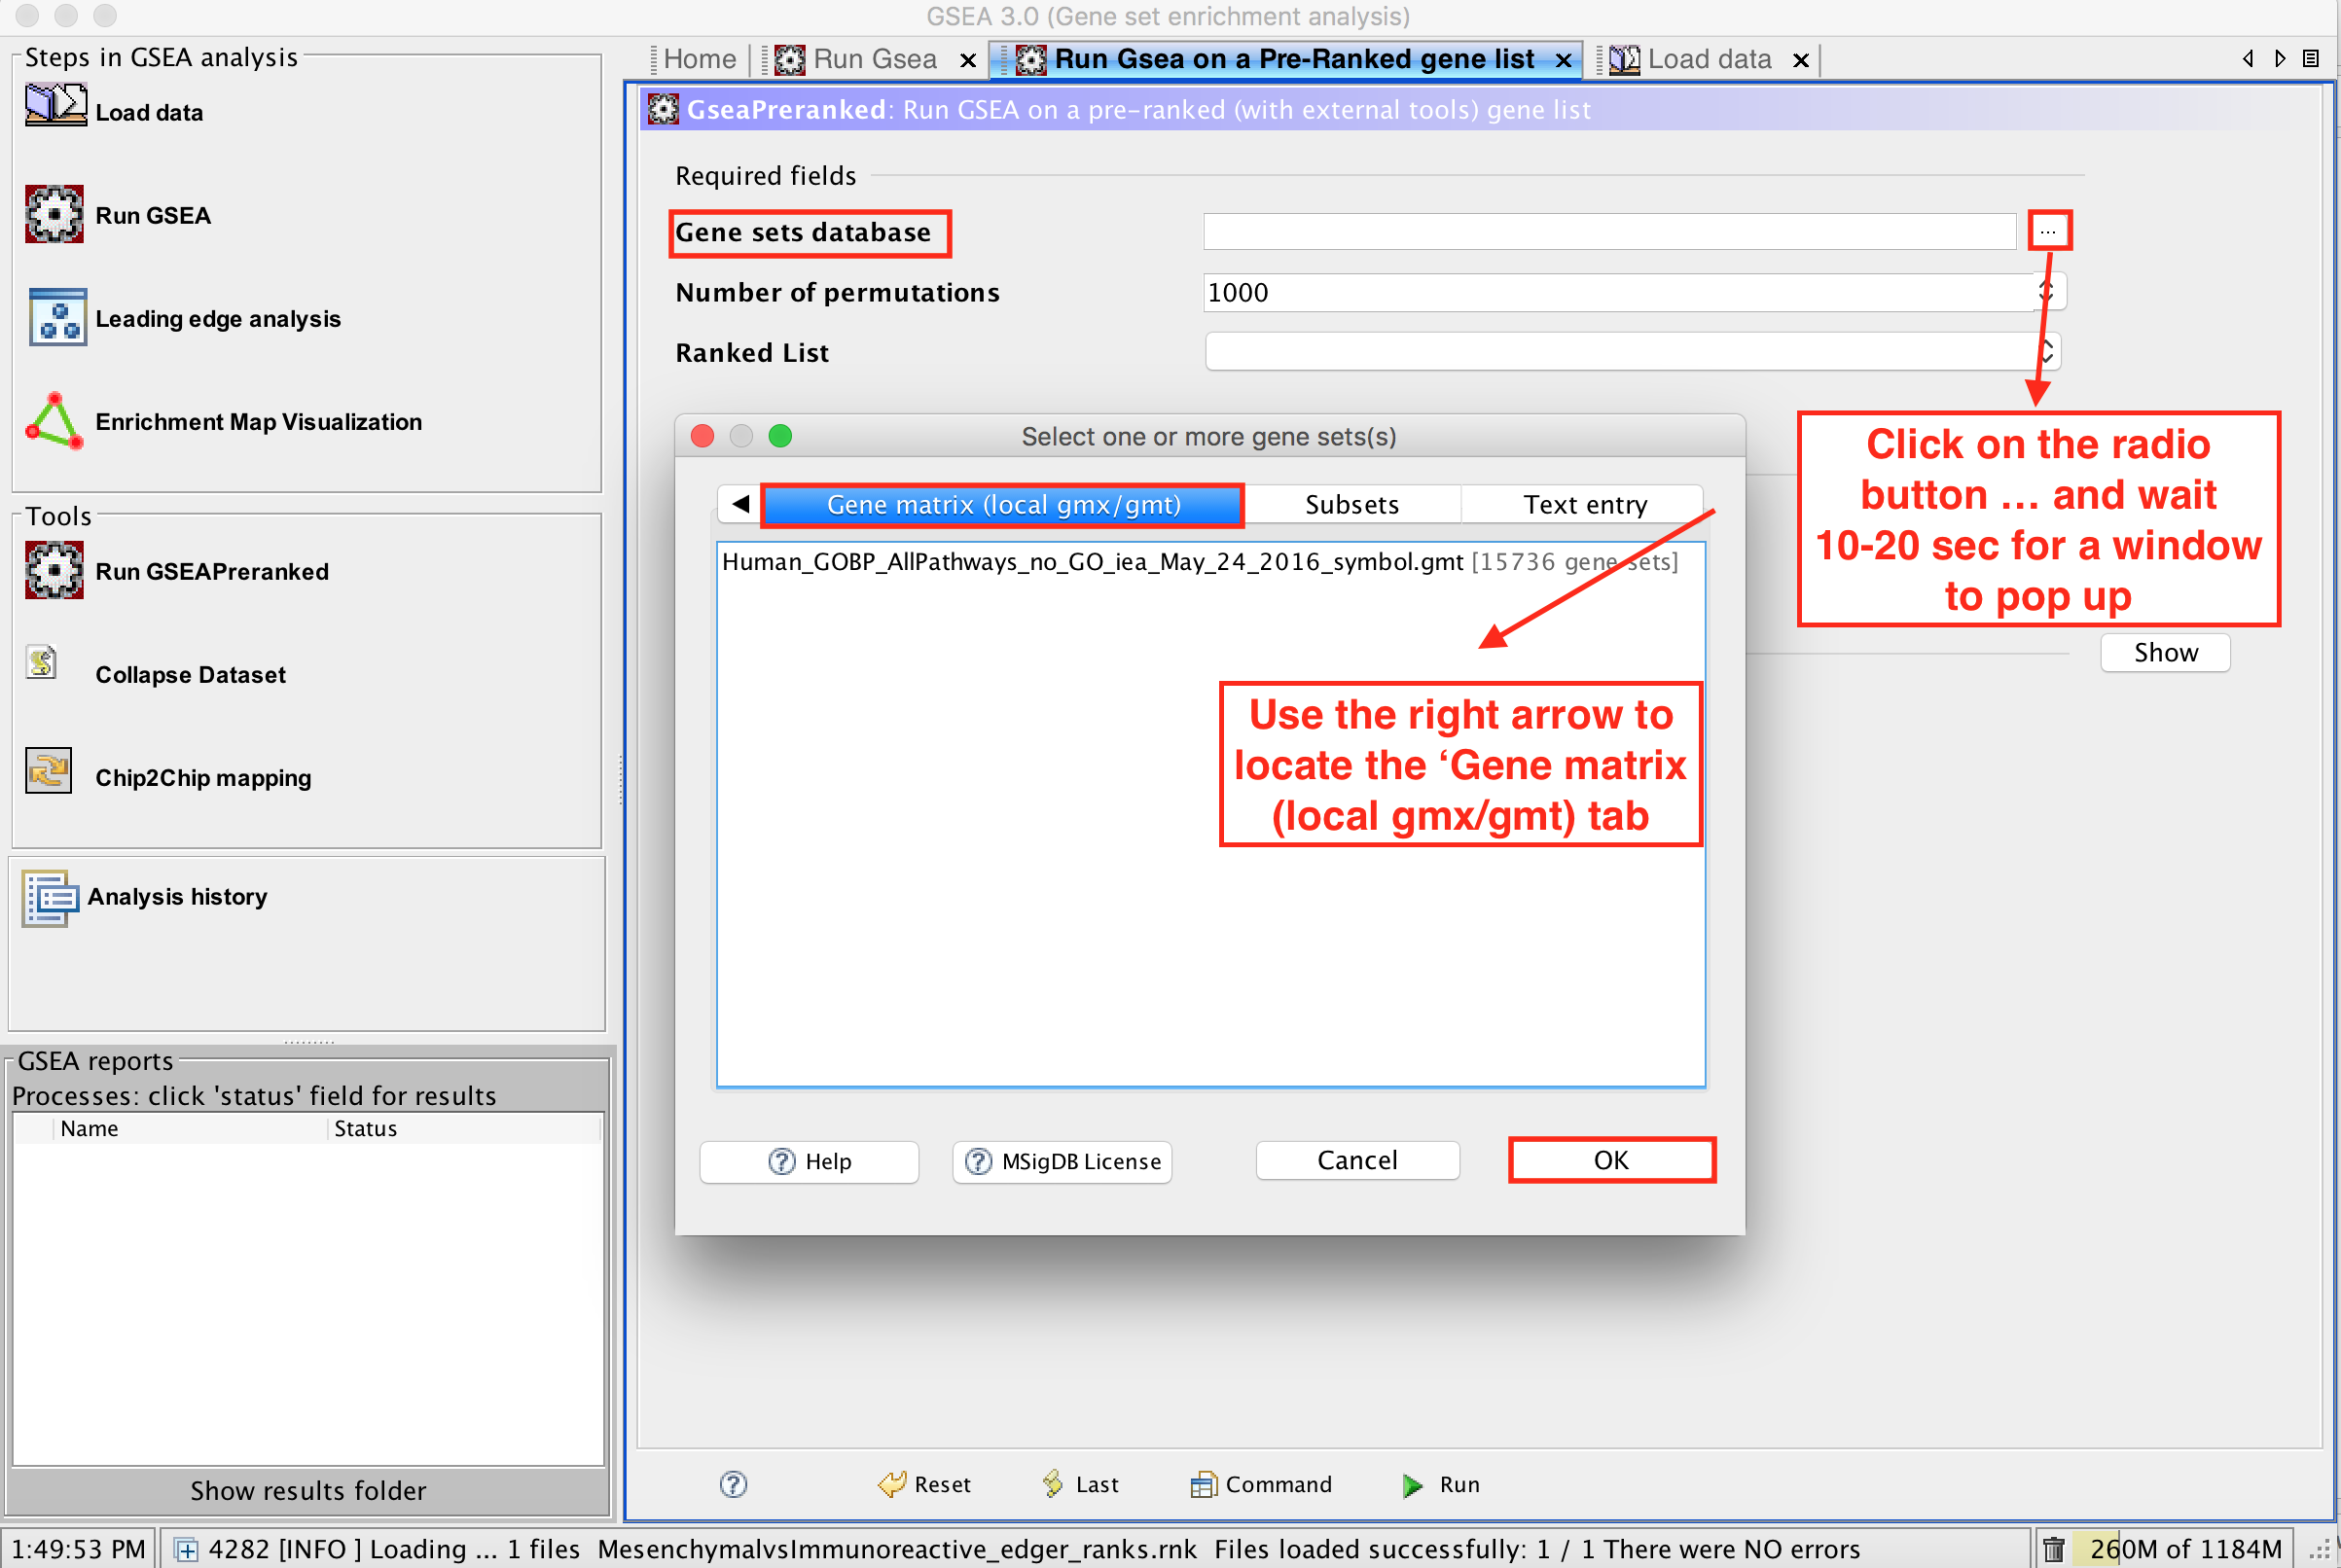 GSEA 3.0 (Gene set enrichment analysis)
Steps in GSEA analysis
Load data
Run GSEA
Leading edge analysis
Enrichment Map Visualization
Tools
Run GSEAPreranked
Collapse Dataset
Chip2Chip mapping
Analysis history
GSEA reports
Processes: click 'status' field for results
Name Status
Show results folder
Home Run Gsea Run Gsea on a Pre-Ranked gene list Load data
GseaPreranked: Run GSEA on a pre-ranked (with external tools) gene list
Required fields
Gene sets database ...
Number of permutations 1000
Ranked List
Click on the radio
button ... and wait
10-20 sec for a window
to pop up
Show
Select one or more gene sets(s)
Gene matrix (local gmx/gmt) Subsets Text entry
Human_GOBP_AllPathways_no_GO_iea_May_24_2016_symbol.gmt [15736 gene sets]
Use the right arrow to
locate the ‘Gene matrix
(local gmx/gmt) tab
? Help ? MSigDB License Cancel OK
? Reset Last Command Run
1:49:53 PM 4282 [INFO ] Loading ... 1 files MesenchymalvsImmunoreactive_edger_ranks.rnk Files loaded successfully: 1 / 1 There were NO errors 260M of 1184M